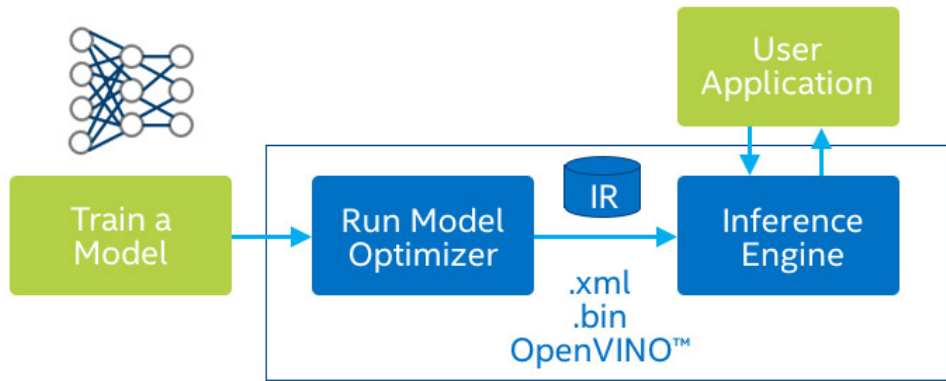 User
Application
Train a
Model
Run Model
Optimizer
IR
Inference
Engine
.xml
.bin
OpenVINO™